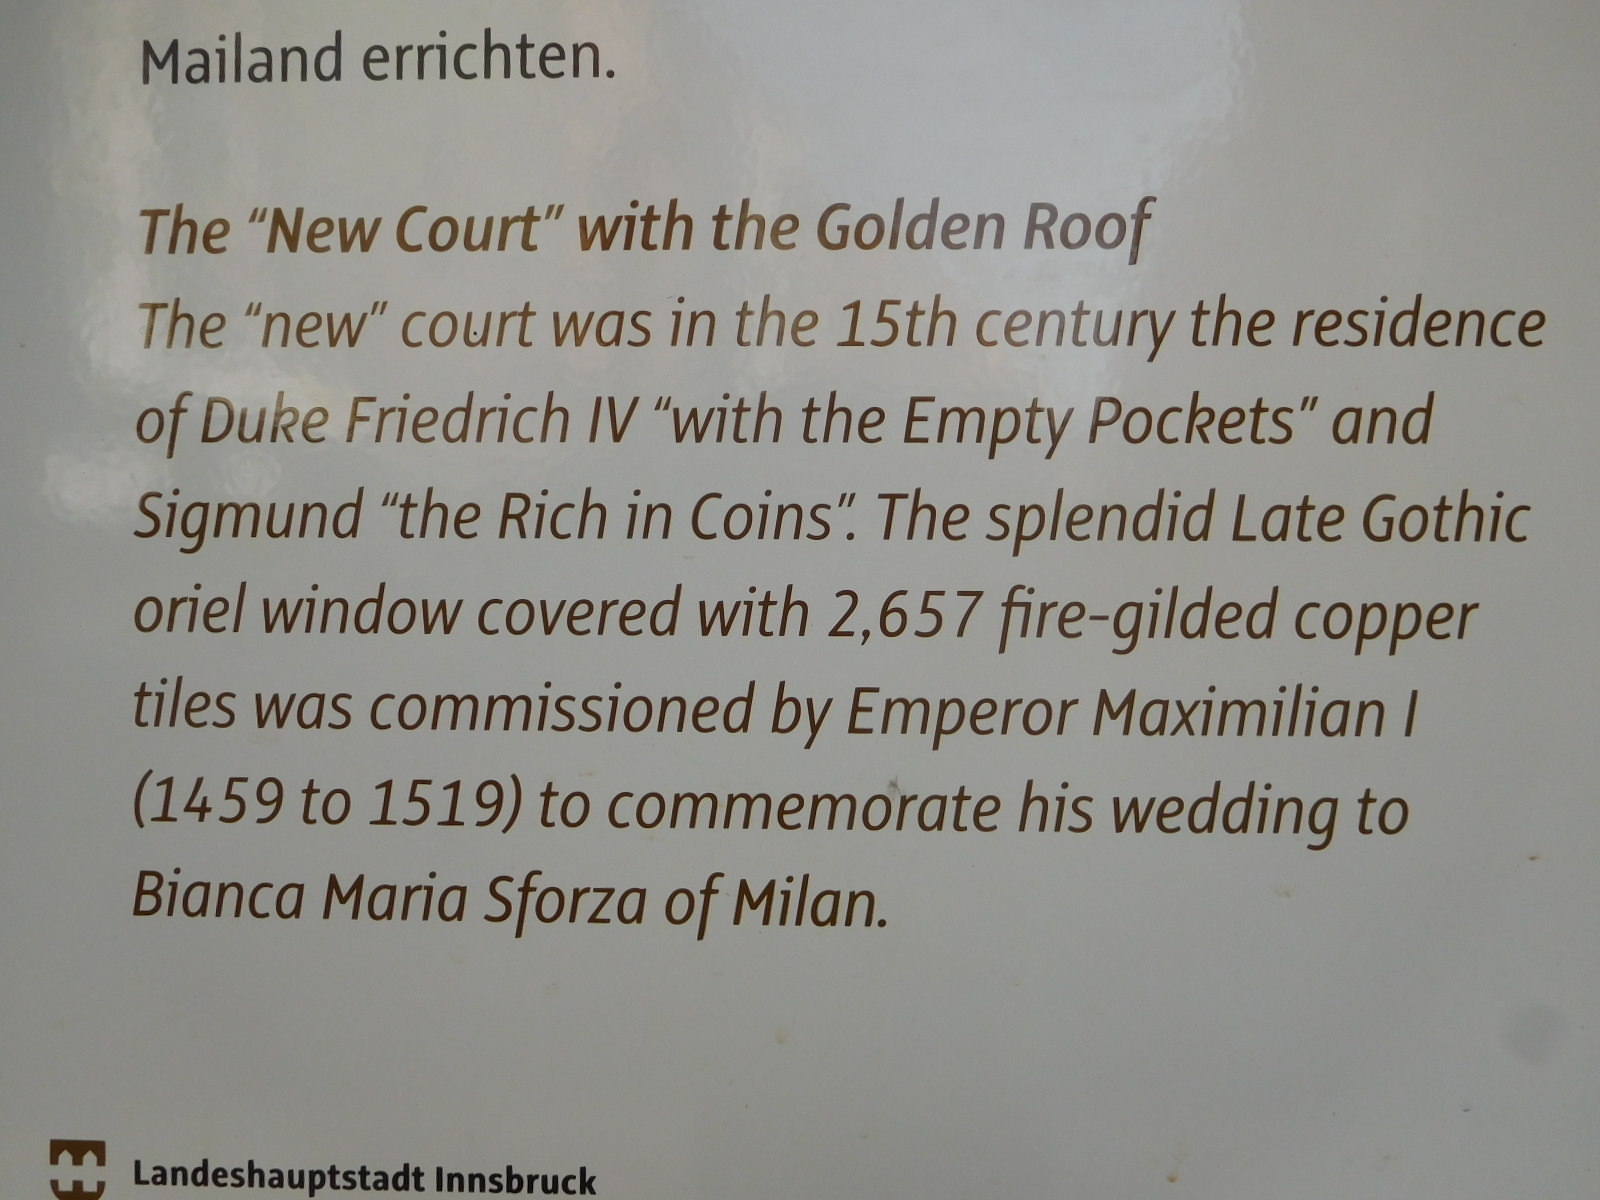 Mailand errichten.
The “New Court” with the Golden Roof
The “new” court was in the 15th century the residence
of Duke Friedrich IV “with the Empty Pockets” and
Sigmund “the Rich in Coins”. The splendid Late Gothic
oriel window covered with 2,657 fire-gilded copper
tiles was commissioned by Emperor Maximilian I
(1459 to 1519) to commemorate his wedding to
Bianca Maria Sforza of Milan.
Landeshauptstadt Innsbruck